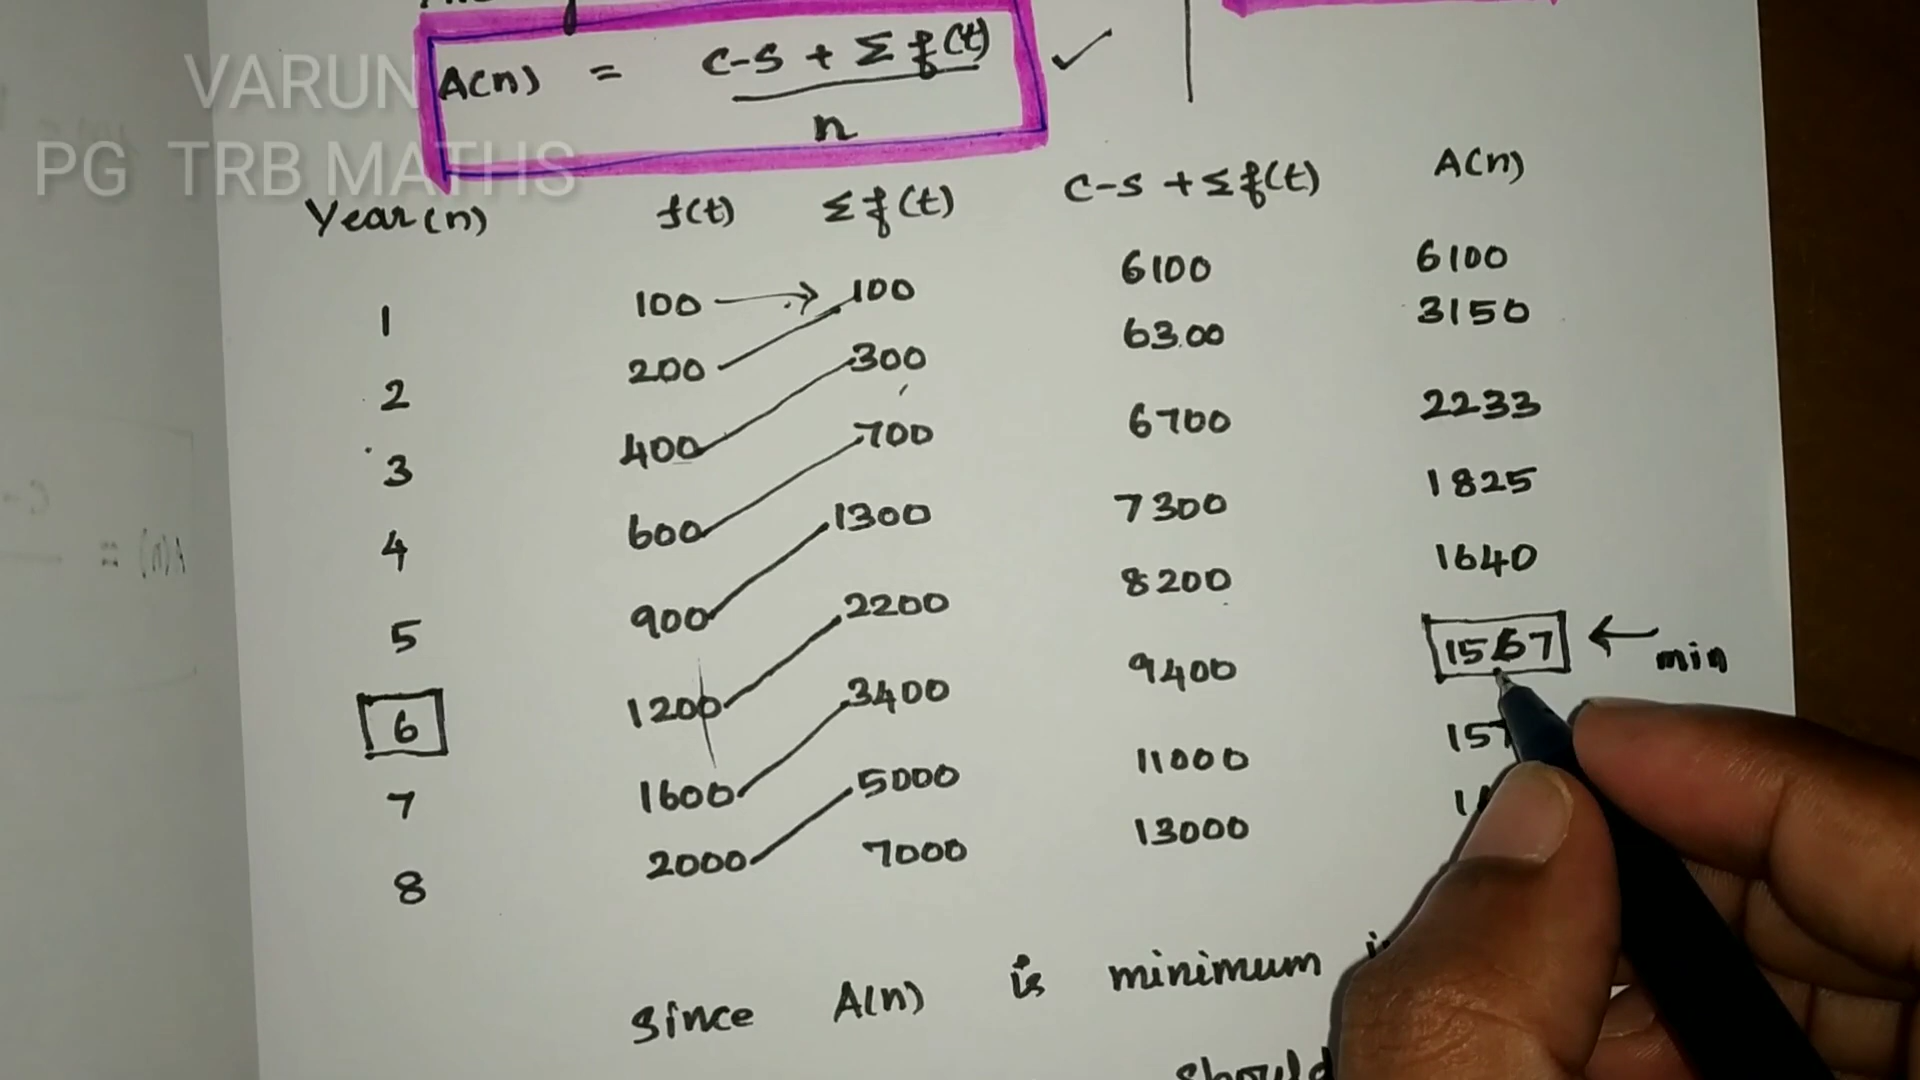 VARUN
PG TRB MATHS
A(n) = C-S + Σ f(t)
n
Year(n) f(t) Σf(t) C-S + Σf(t) A(n)
1 100 100 6100 6100
2 200 300 6300 3150
3 400 700 6700 2233
4 600 1300 7300 1825
5 900 2200 8200 1640
6 1200 3400 9400 1567 ← min
7 1600 5000 11000
8 2000 7000 13000
Since A(n) is minimum
should